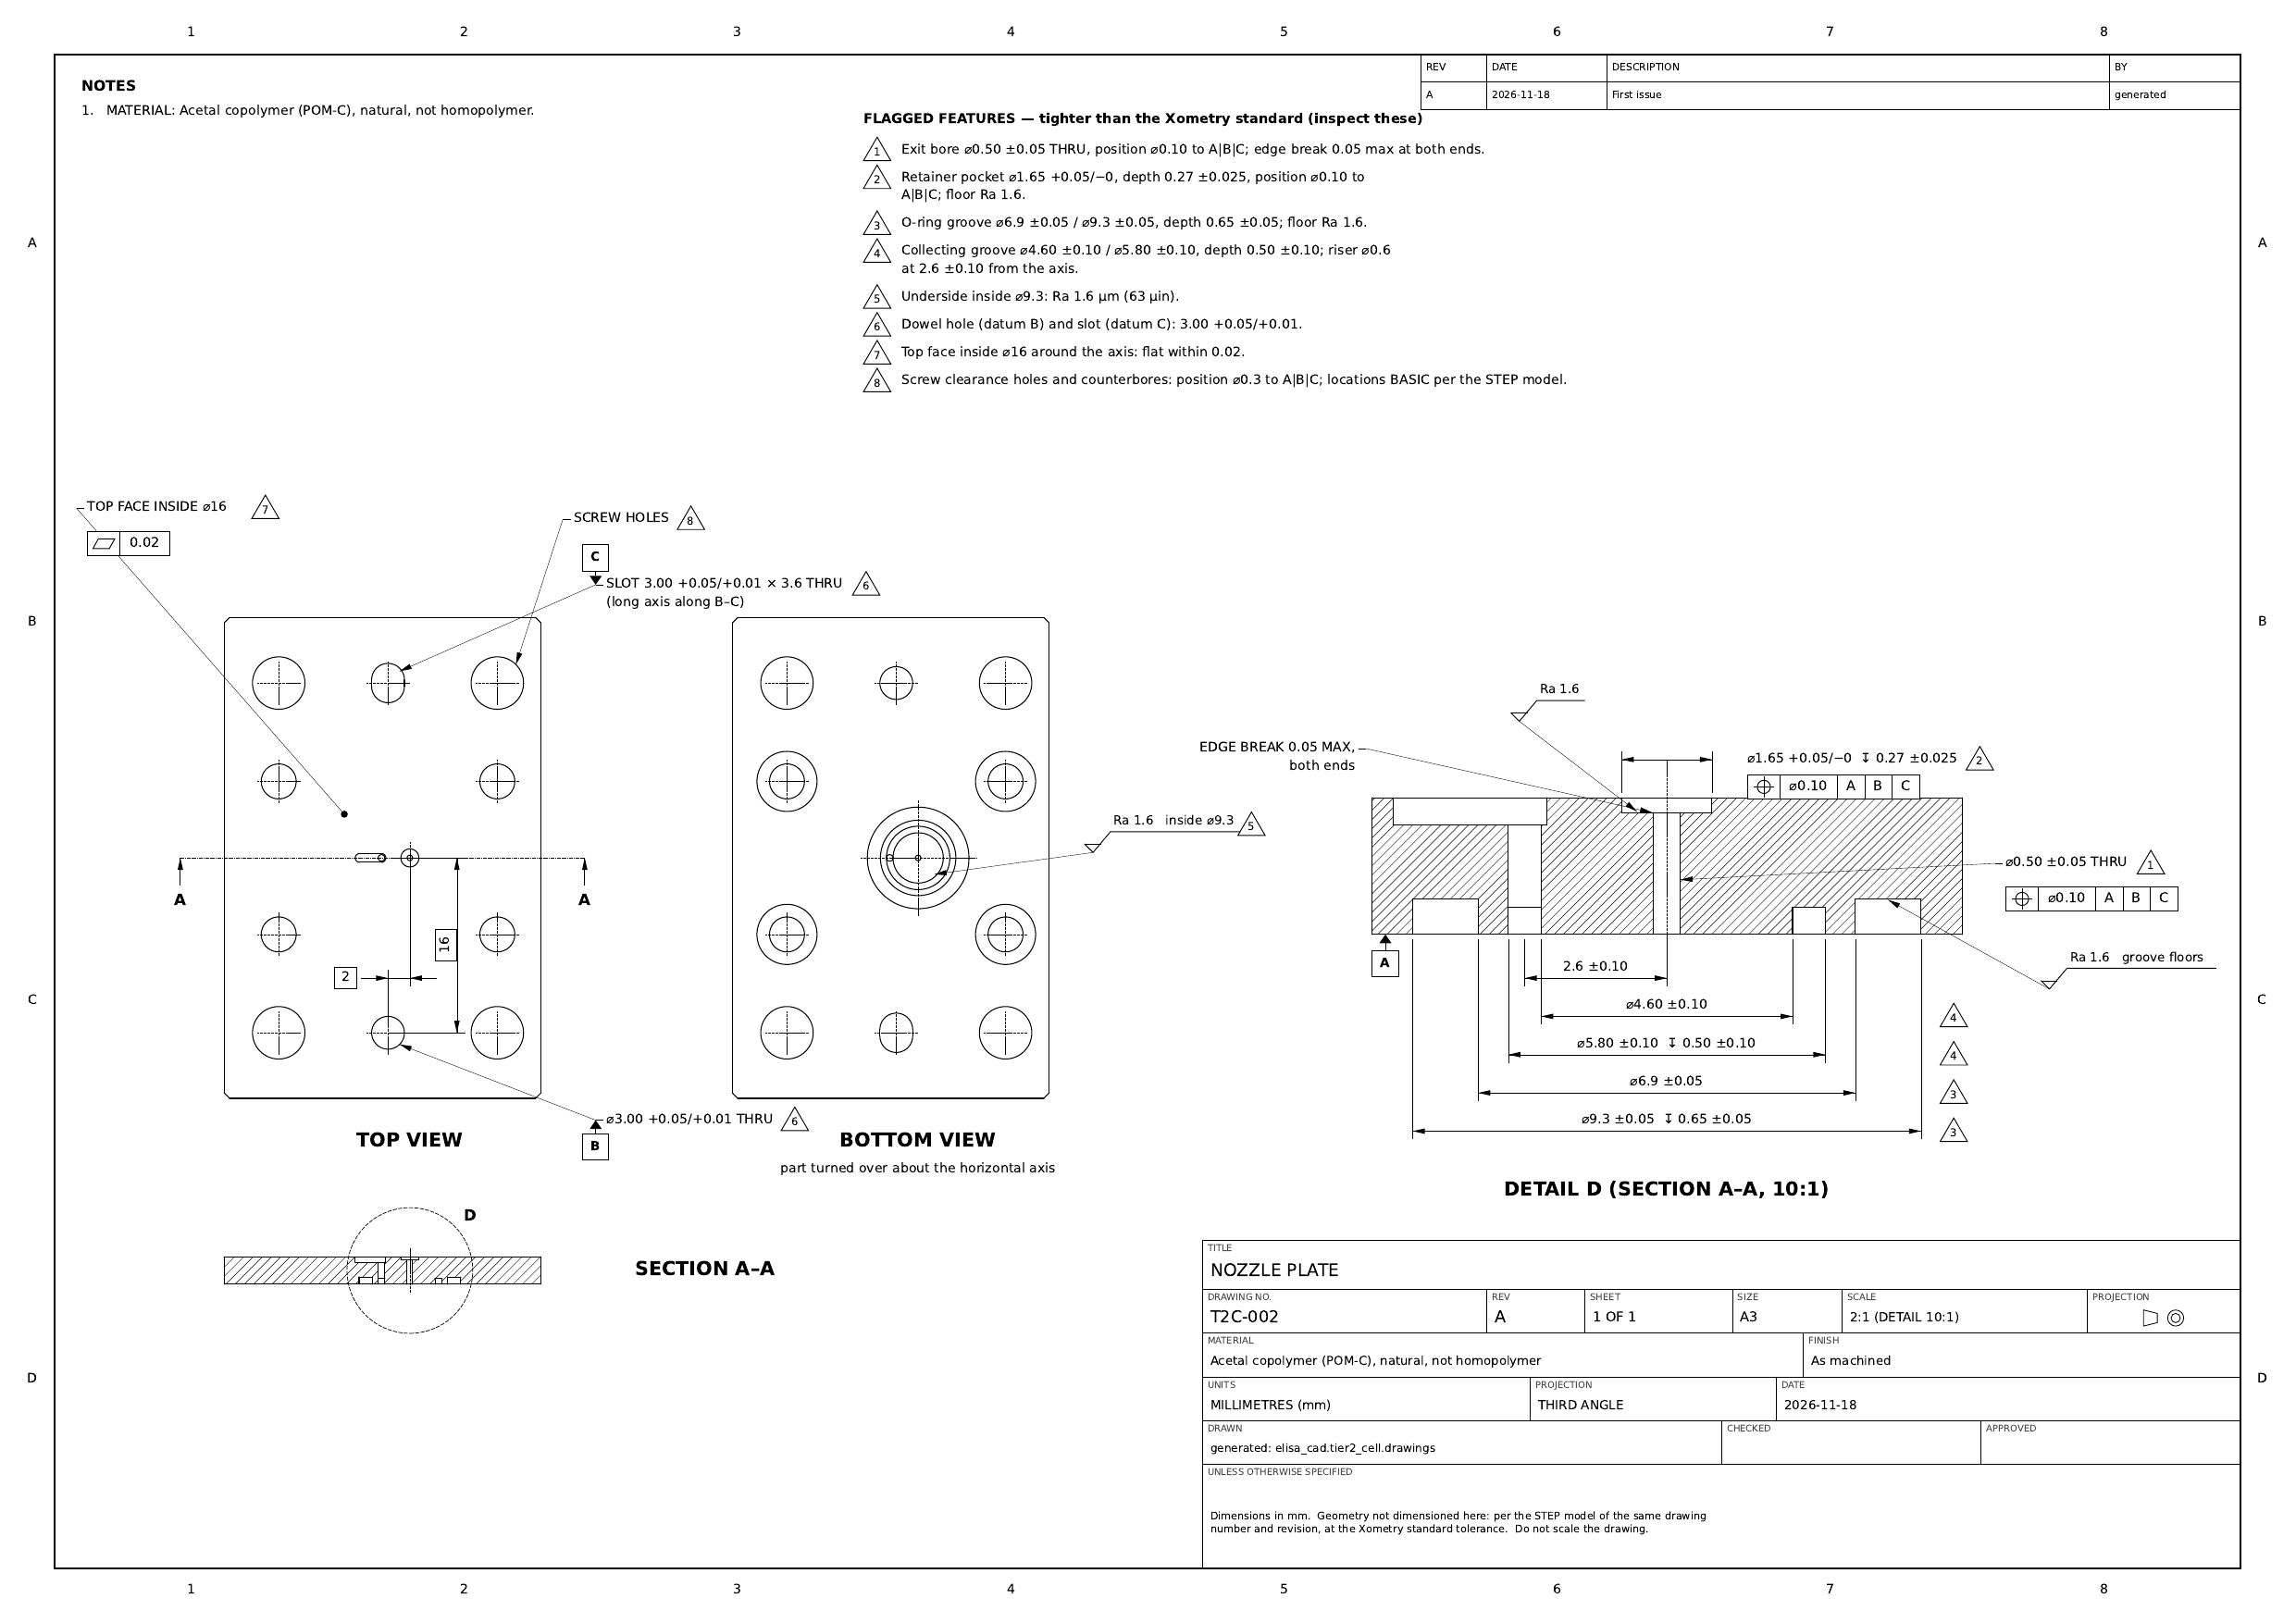 1 2 3 4 5 6 7 8
NOTES
1. MATERIAL: Acetal copolymer (POM-C), natural, not homopolymer.
REV DATE DESCRIPTION BY
A 2026-11-18 First issue generated
FLAGGED FEATURES — tighter than the Xometry standard (inspect these)
1 Exit bore ⌀0.50 ±0.05 THRU, position ⌀0.10 to A|B|C; edge break 0.05 max at both ends.
2 Retainer pocket ⌀1.65 +0.05/−0, depth 0.27 ±0.025, position ⌀0.10 to
A|B|C; floor Ra 1.6.
3 O-ring groove ⌀6.9 ±0.05 / ⌀9.3 ±0.05, depth 0.65 ±0.05; floor Ra 1.6.
4 Collecting groove ⌀4.60 ±0.10 / ⌀5.80 ±0.10, depth 0.50 ±0.10; riser ⌀0.6
at 2.6 ±0.10 from the axis.
5 Underside inside ⌀9.3: Ra 1.6 µm (63 µin).
6 Dowel hole (datum B) and slot (datum C): 3.00 +0.05/+0.01.
7 Top face inside ⌀16 around the axis: flat within 0.02.
8 Screw clearance holes and counterbores: position ⌀0.3 to A|B|C; locations BASIC per the STEP model.
A A
B B
C C
D D
TOP FACE INSIDE ⌀16 7
0.02
SCREW HOLES 8
C
SLOT 3.00 +0.05/+0.01 × 3.6 THRU 6
(long axis along B–C)
A A
16
2
⌀3.00 +0.05/+0.01 THRU 6
B
TOP VIEW
BOTTOM VIEW
part turned over about the horizontal axis
Ra 1.6 inside ⌀9.3 5
Ra 1.6
EDGE BREAK 0.05 MAX,
both ends
⌀1.65 +0.05/−0 ↧ 0.27 ±0.025 2
⌀0.10 A B C
⌀0.50 ±0.05 THRU 1
⌀0.10 A B C
A
Ra 1.6 groove floors
2.6 ±0.10
⌀4.60 ±0.10 4
⌀5.80 ±0.10 ↧ 0.50 ±0.10 4
⌀6.9 ±0.05 3
⌀9.3 ±0.05 ↧ 0.65 ±0.05 3
DETAIL D (SECTION A–A, 10:1)
D
SECTION A–A
TITLE
NOZZLE PLATE
DRAWING NO. REV SHEET SIZE SCALE PROJECTION
T2C-002 A 1 OF 1 A3 2:1 (DETAIL 10:1)
MATERIAL FINISH
Acetal copolymer (POM-C), natural, not homopolymer As machined
UNITS PROJECTION DATE
MILLIMETRES (mm) THIRD ANGLE 2026-11-18
DRAWN CHECKED APPROVED
generated: elisa_cad.tier2_cell.drawings
UNLESS OTHERWISE SPECIFIED
Dimensions in mm. Geometry not dimensioned here: per the STEP model of the same drawing
number and revision, at the Xometry standard tolerance. Do not scale the drawing.
1 2 3 4 5 6 7 8